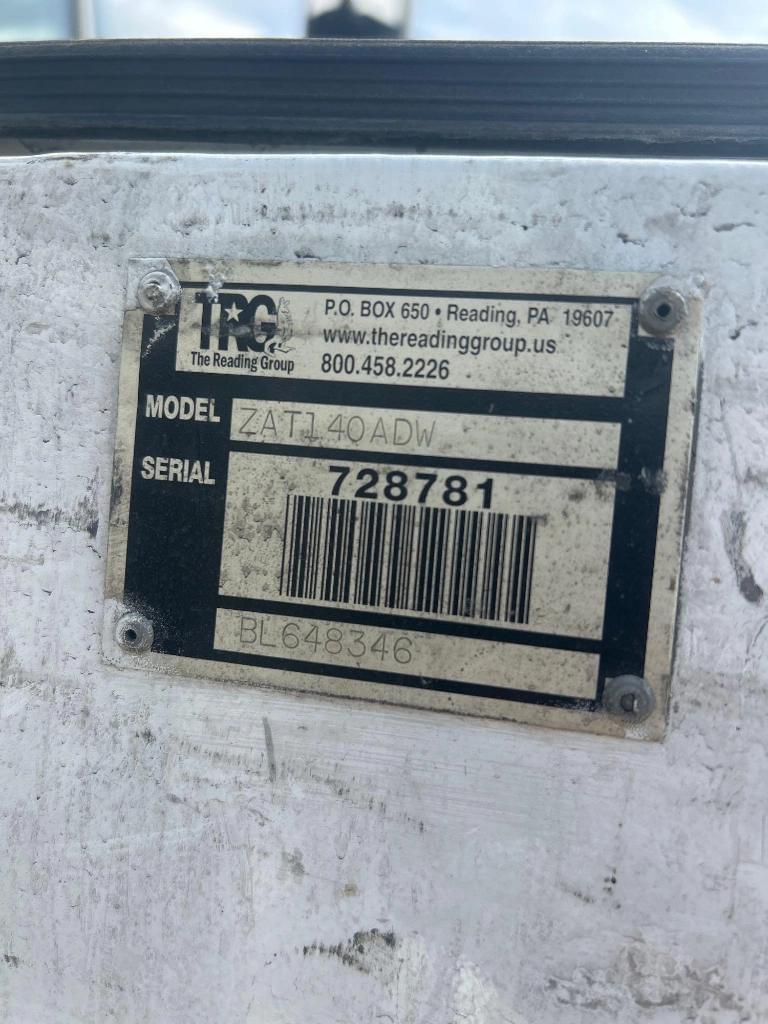 TRG
The Reading Group
P.O. BOX 650 • Reading, PA 19607
www.thereadinggroup.us
800.458.2226
MODEL ZAT140ADW
SERIAL 728781
BL648346